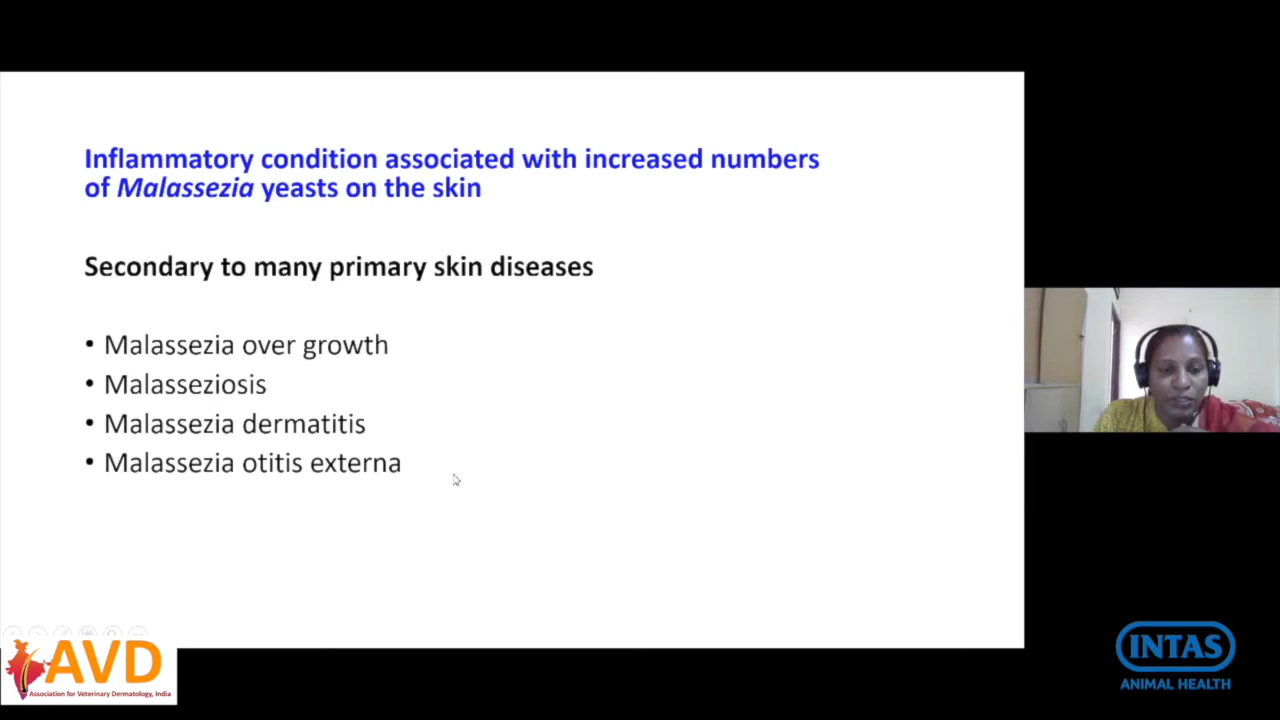 Inflammatory condition associated with increased numbers
of Malassezia yeasts on the skin
Secondary to many primary skin diseases
• Malassezia over growth
• Malasseziosis
• Malassezia dermatitis
• Malassezia otitis externa
AVD
Association for Veterinary Dermatology, India
INTAS
ANIMAL HEALTH